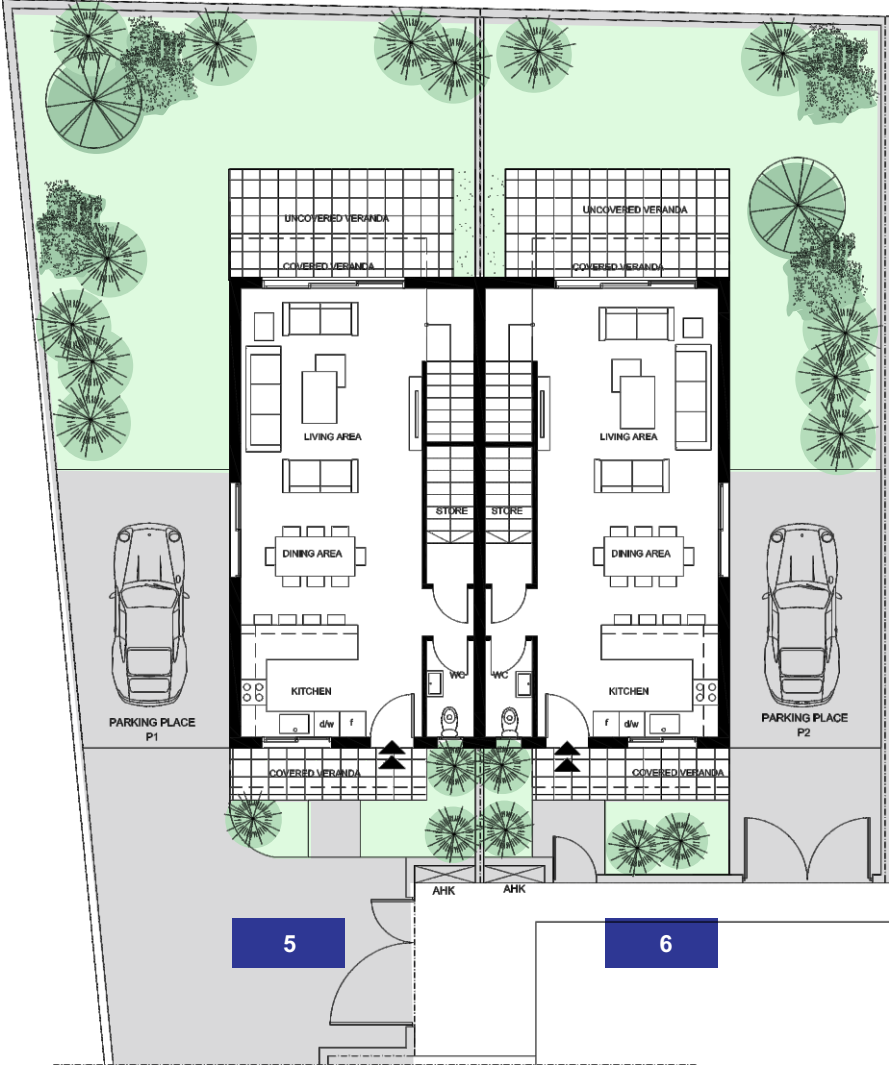 UNCOVERED VERANDA
UNCOVERED VERANDA
COVERED VERANDA
COVERED VERANDA
LIVING AREA
LIVING AREA
STORE
STORE
DINING AREA
DINING AREA
WC
WC
KITCHEN
KITCHEN
d/w
f
f
d/w
PARKING PLACE
P1
PARKING PLACE
P2
COVERED VERANDA
COVERED VERANDA
AHK
AHK
5
6